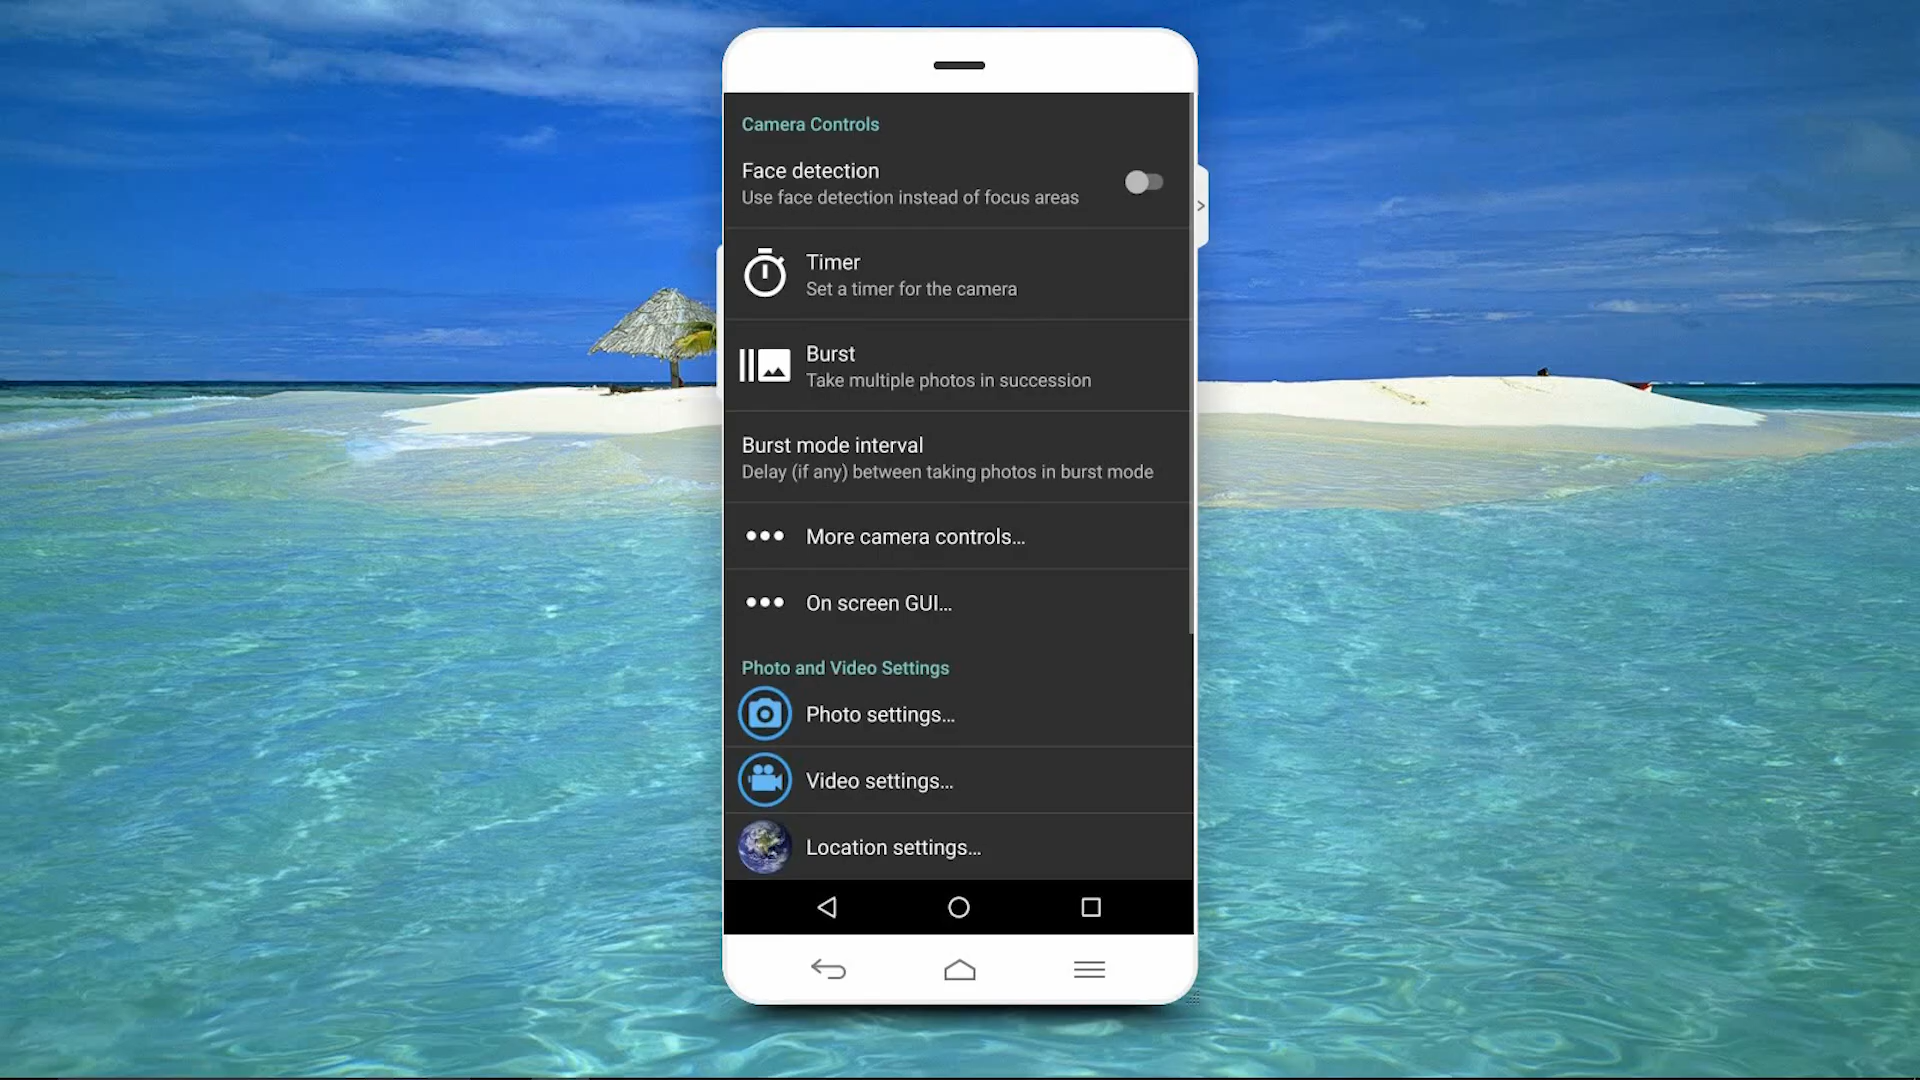 Camera Controls
Face detection
Use face detection instead of focus areas
Timer
Set a timer for the camera
Burst
Take multiple photos in succession
Burst mode interval
Delay (if any) between taking photos in burst mode
More camera controls...
On screen GUI...
Photo and Video Settings
Photo settings...
Video settings...
Location settings...